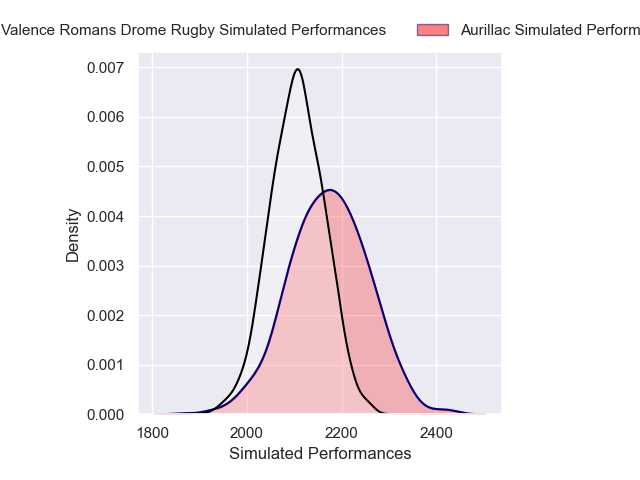 Valence Romans Drome Rugby Simulated Performances
Aurillac Simulated Perform
0.007
0.006
0.005
0.004
0.003
0.002
0.001
0.000
Density
1800 2000 2200 2400
Simulated Performances